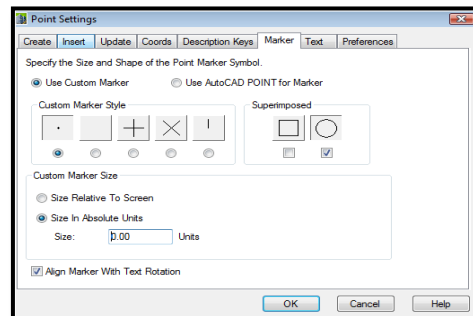 Point Settings
Create Insert Update Coords Description Keys Marker Text Preferences
Specify the Size and Shape of the Point Marker Symbol.
Use Custom Marker Use AutoCAD POINT for Marker
Custom Marker Style Superimposed
Custom Marker Size
Size Relative To Screen
Size In Absolute Units
Size: 0.00 Units
Align Marker With Text Rotation
OK Cancel Help